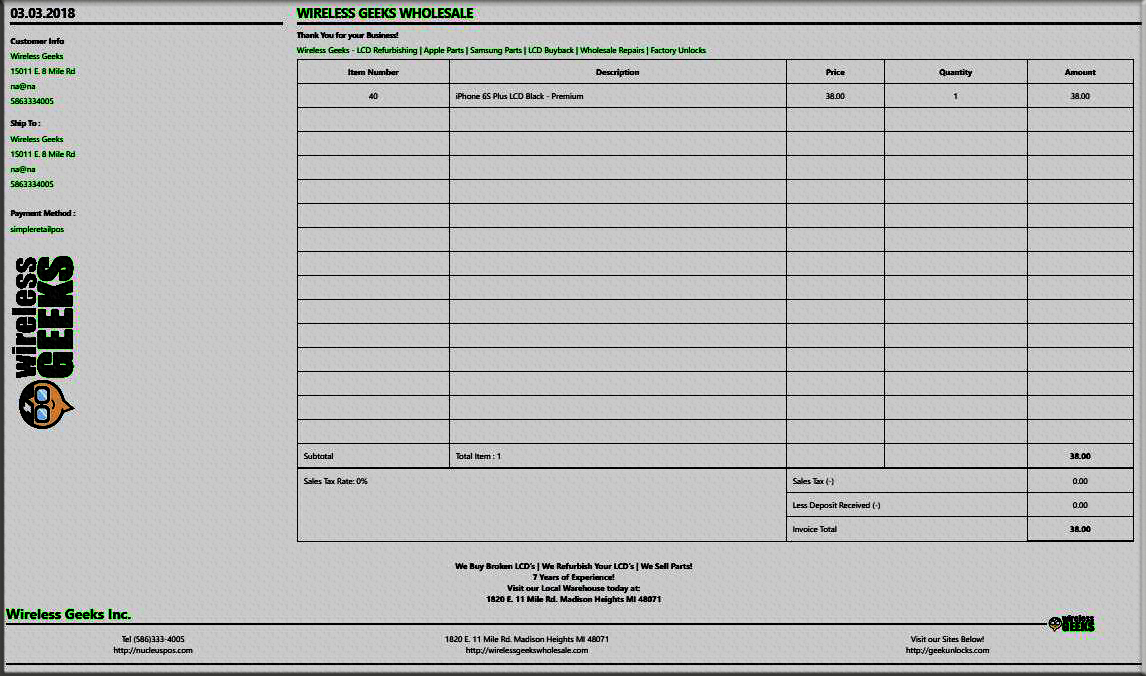 03.03.2018
Customer Info
Wireless Geeks
15011 E. 8 Mile Rd
na@na
5863334005
Ship To :
Wireless Geeks
15011 E. 8 Mile Rd
na@na
5863334005
Payment Method :
simpleretailpos
wireless
GEEKS
WIRELESS GEEKS WHOLESALE
Thank You for your Business!
Wireless Geeks - LCD Refurbishing | Apple Parts | Samsung Parts | LCD Buyback | Wholesale Repairs | Factory Unlocks
Item Number Description Price Quantity Amount
40 iPhone 6S Plus LCD Black - Premium 38.00 1 38.00
Subtotal Total Item : 1 38.00
Sales Tax Rate: 0% Sales Tax (-) 0.00
Less Deposit Received (-) 0.00
Invoice Total 38.00
We Buy Broken LCD's | We Refurbish Your LCD's | We Sell Parts!
7 Years of Experience!
Visit our Local Warehouse today at:
1820 E. 11 Mile Rd. Madison Heights MI 48071
Wireless Geeks Inc.
wireless
GEEKS
Tel (586)333-4005 1820 E. 11 Mile Rd. Madison Heights MI 48071 Visit our Sites Below!
http://nucleuspos.com http://wirelessgeekswholesale.com http://geekunlocks.com